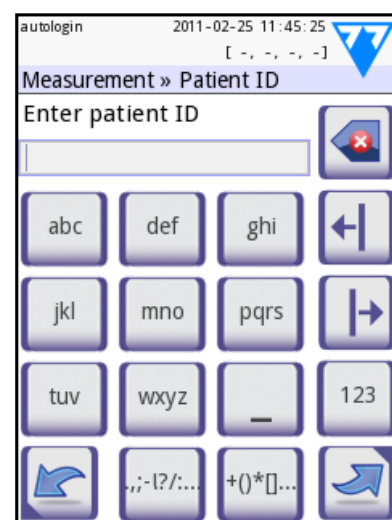 autologin 2011-02-25 11:45:25
[ -, -, -, -]
Measurement » Patient ID
Enter patient ID
abc def ghi
jkl mno pqrs
tuv wxyz _ 123
.,;-!?/:... +()*[]...